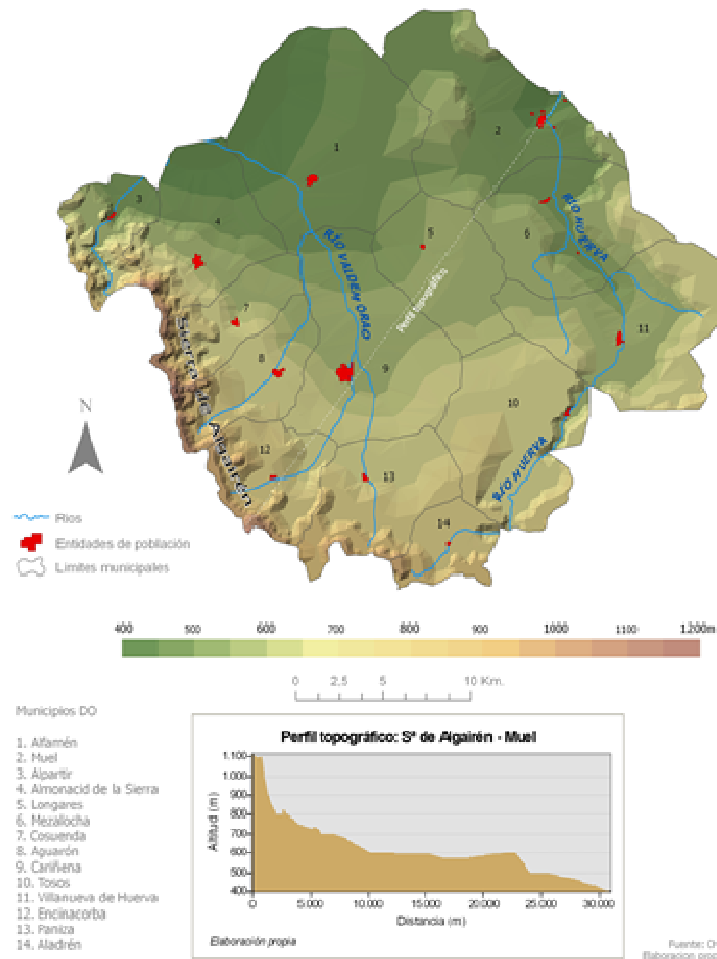 1
2
3
4
5
6
7
8
9
10
11
12
13
14
RÍO HUERVA
RÍO VALDEMORAO
Perfil topográfico
Sierra de Algairén
RÍO HUERVA
N
Ríos
Entidades de población
Límites municipales
400 500 600 700 800 900 1000 1100 1.200m
0 2.5 5 10 Km.
Municipios DO
1. Alfamén
2. Muel
3. Alpartir
4. Almonacid de la Sierra
5. Longares
6. Mezalocha
7. Cosuenda
8. Aguarón
9. Cariñena
10. Tosos
11. Villanueva de Huerva
12. Encinacorba
13. Paniza
14. Aladrén
Perfil topográfico: Sª de Algairén - Muel
Altitud (m)
1.100
1.000
900
800
700
600
500
400
0 5.000 10.000 15.000 20.000 25.000 30.000
Distancia (m)
Elaboración propia
Fuente:
Elaboracion